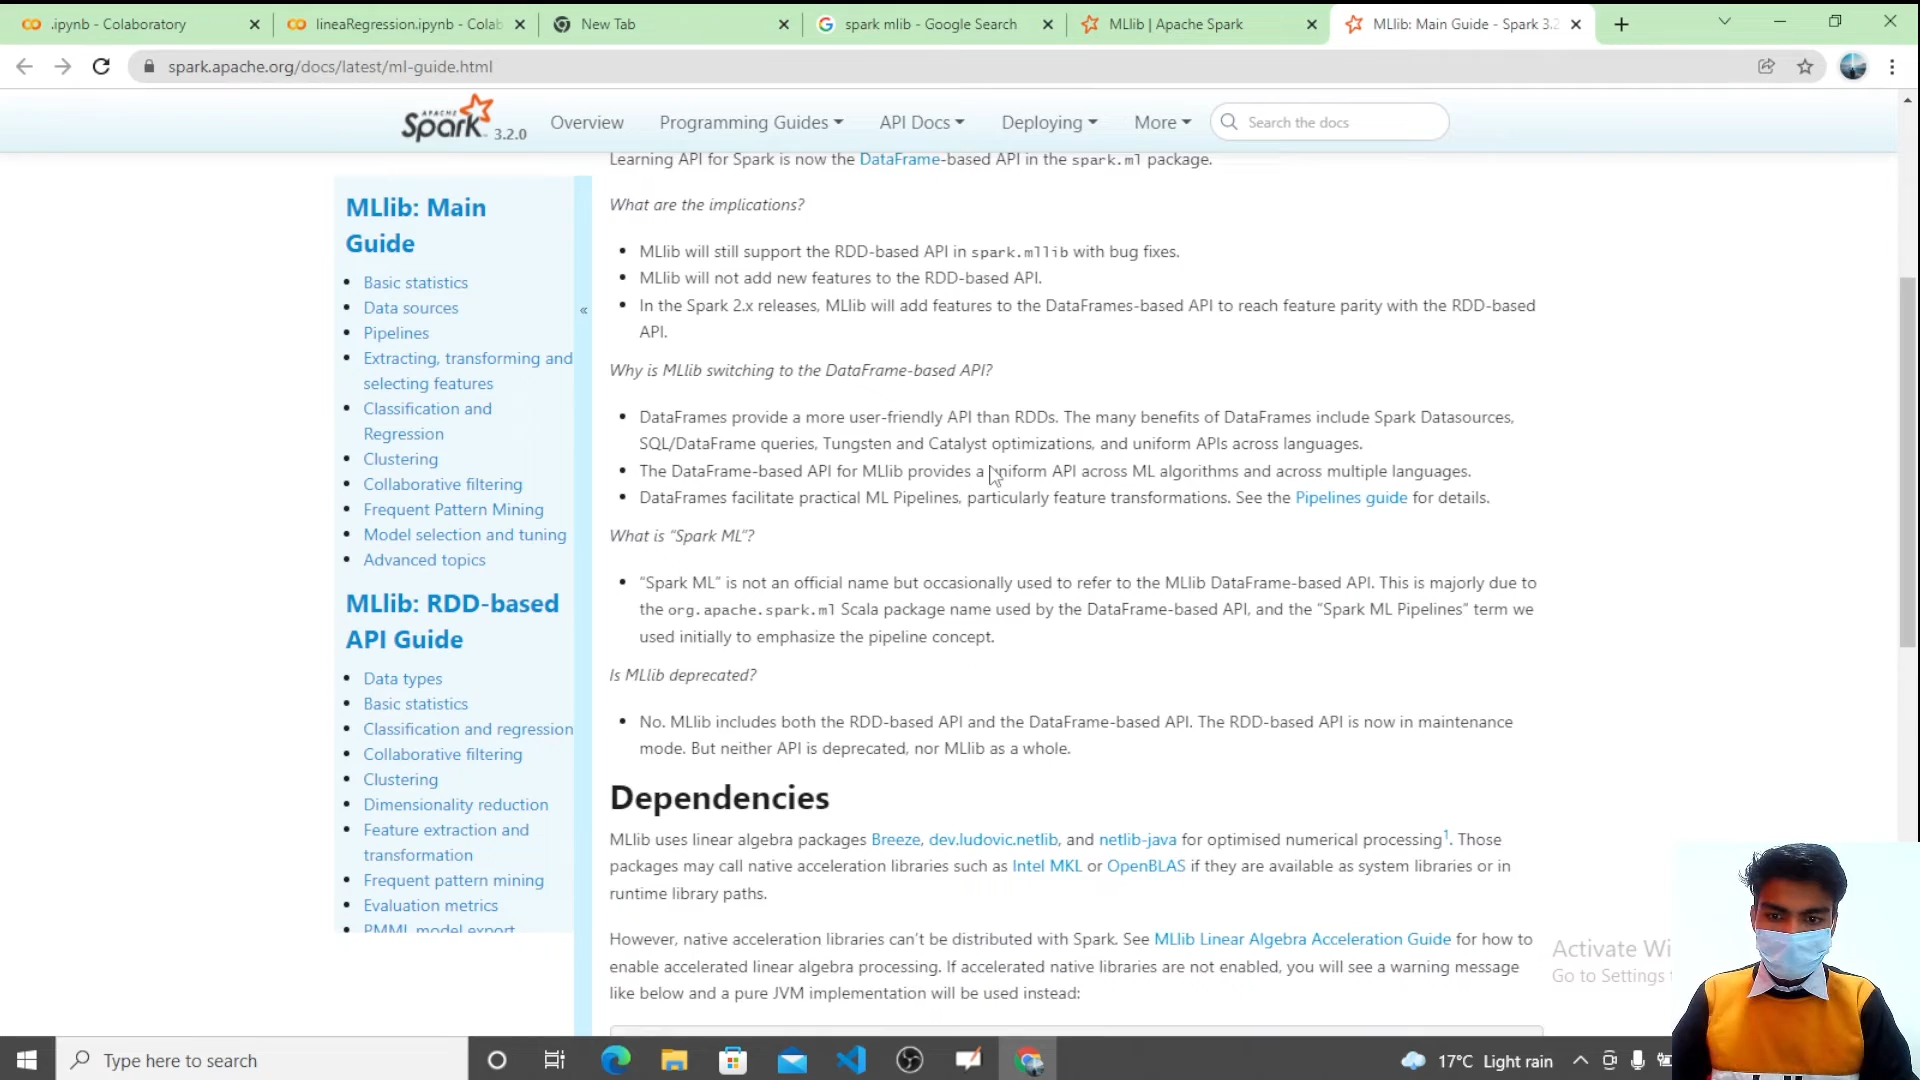 .ipynb - Colaboratory
lineaRegression.ipynb - Colab
New Tab
spark mlib - Google Search
MLlib | Apache Spark
MLlib: Main Guide - Spark 3.2
spark.apache.org/docs/latest/ml-guide.html
APACHE Spark 3.2.0
Overview
Programming Guides
API Docs
Deploying
More
Search the docs
MLlib: Main
Guide
Basic statistics
Data sources
Pipelines
Extracting, transforming and
selecting features
Classification and
Regression
Clustering
Collaborative filtering
Frequent Pattern Mining
Model selection and tuning
Advanced topics
MLlib: RDD-based
API Guide
Data types
Basic statistics
Classification and regression
Collaborative filtering
Clustering
Dimensionality reduction
Feature extraction and
transformation
Frequent pattern mining
Evaluation metrics
PMML model export
«
Learning API for Spark is now the DataFrame-based API in the spark.ml package.
What are the implications?
MLlib will still support the RDD-based API in spark.mllib with bug fixes.
MLlib will not add new features to the RDD-based API.
In the Spark 2.x releases, MLlib will add features to the DataFrames-based API to reach feature parity with the RDD-based
API.
Why is MLlib switching to the DataFrame-based API?
DataFrames provide a more user-friendly API than RDDs. The many benefits of DataFrames include Spark Datasources,
SQL/DataFrame queries, Tungsten and Catalyst optimizations, and uniform APIs across languages.
The DataFrame-based API for MLlib provides a uniform API across ML algorithms and across multiple languages.
DataFrames facilitate practical ML Pipelines, particularly feature transformations. See the Pipelines guide for details.
What is “Spark ML”?
“Spark ML” is not an official name but occasionally used to refer to the MLlib DataFrame-based API. This is majorly due to
the org.apache.spark.ml Scala package name used by the DataFrame-based API, and the “Spark ML Pipelines” term we
used initially to emphasize the pipeline concept.
Is MLlib deprecated?
No. MLlib includes both the RDD-based API and the DataFrame-based API. The RDD-based API is now in maintenance
mode. But neither API is deprecated, nor MLlib as a whole.
Dependencies
MLlib uses linear algebra packages Breeze, dev.ludovic.netlib, and netlib-java for optimised numerical processing1. Those
packages may call native acceleration libraries such as Intel MKL or OpenBLAS if they are available as system libraries or in
runtime library paths.
However, native acceleration libraries can’t be distributed with Spark. See MLlib Linear Algebra Acceleration Guide for how to
enable accelerated linear algebra processing. If accelerated native libraries are not enabled, you will see a warning message
like below and a pure JVM implementation will be used instead:
Activate Wi
Go to Settings
Type here to search
17°C Light rain